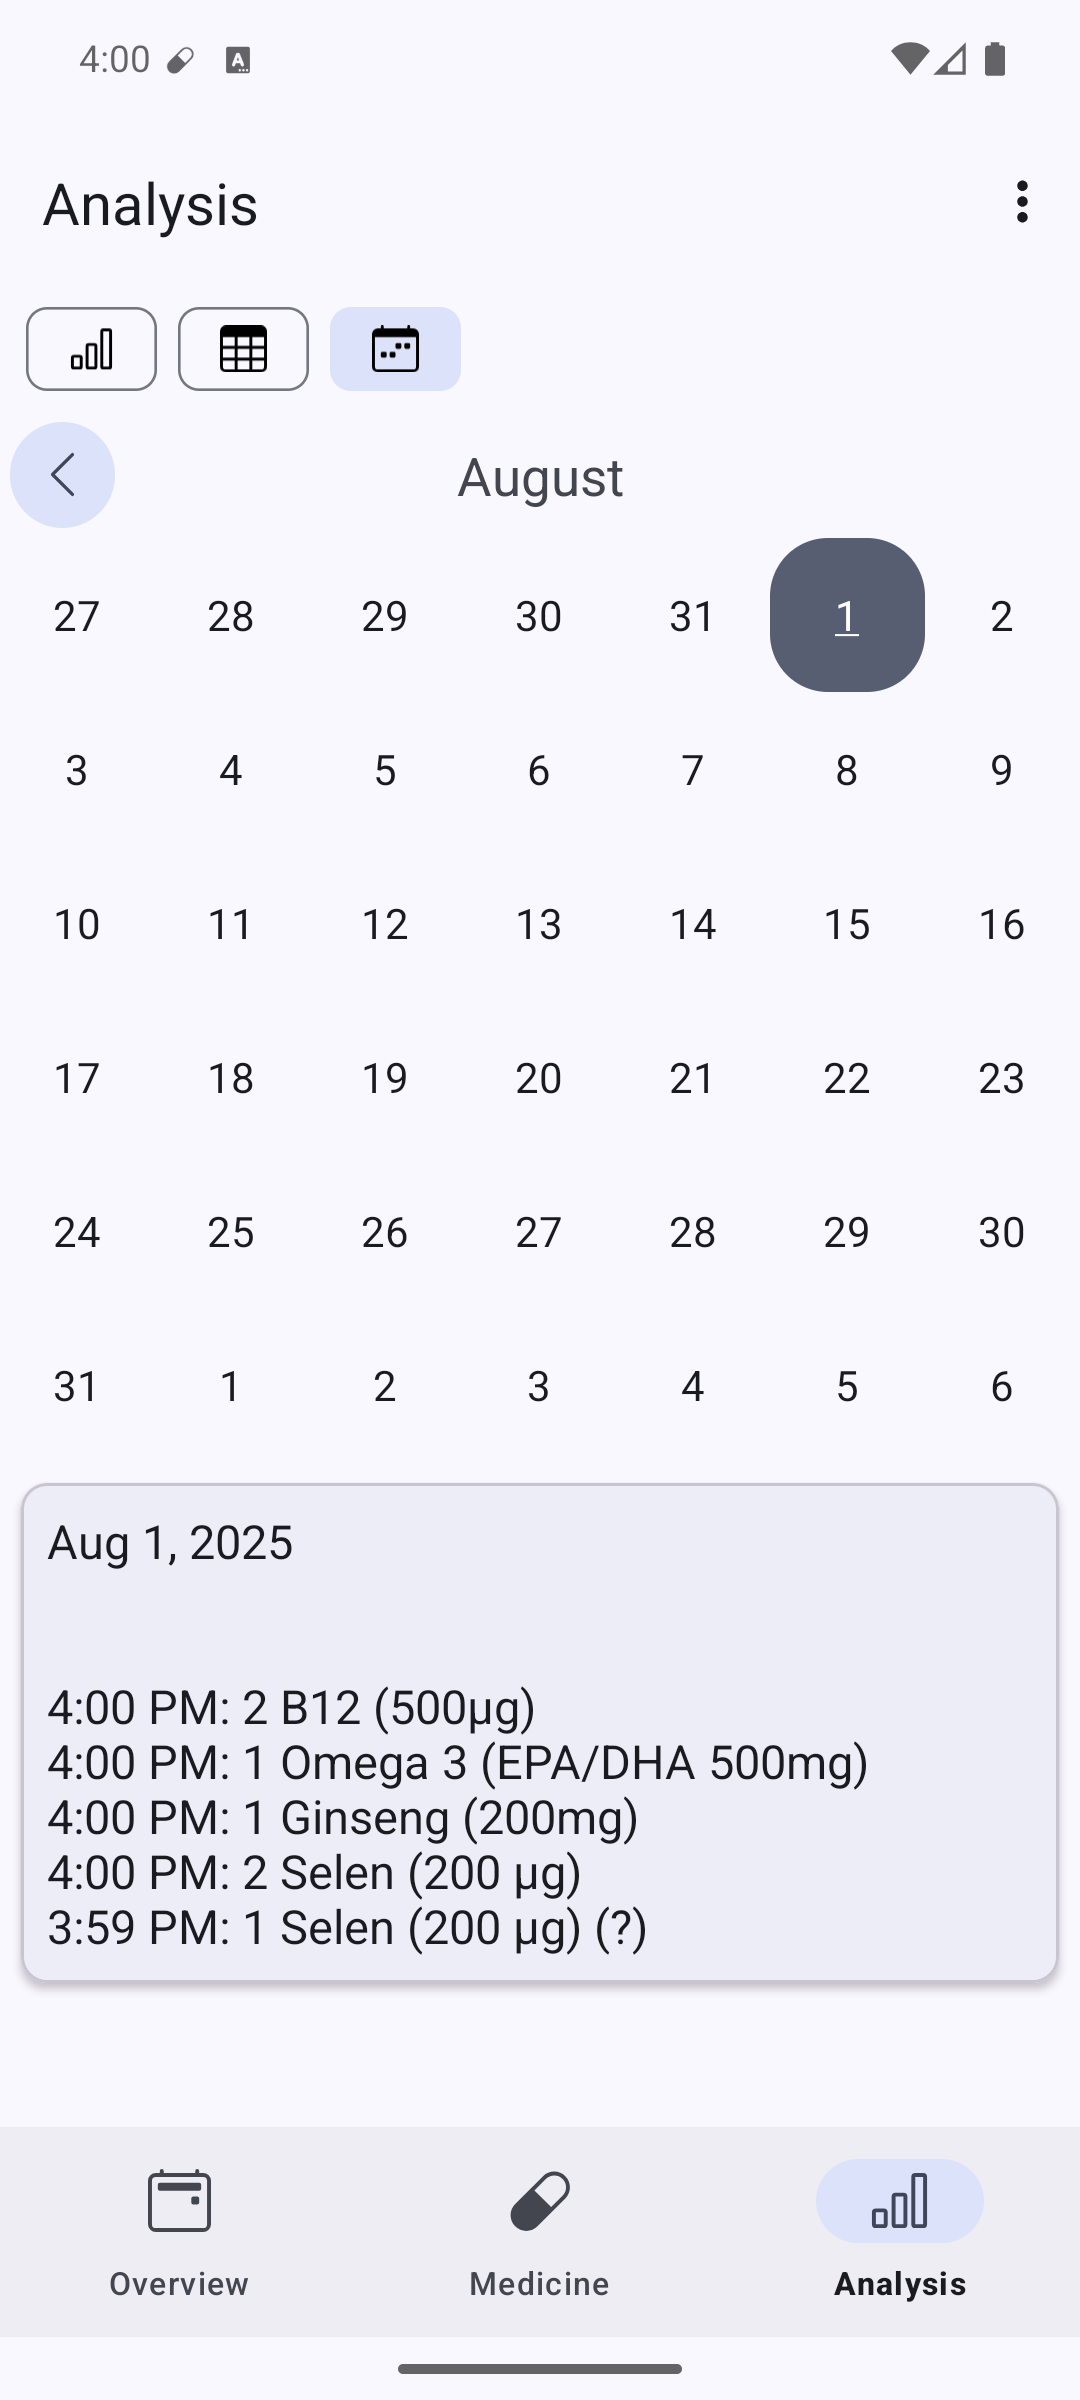 4:00
Analysis
August
27 28 29 30 31 1 2
3 4 5 6 7 8 9
10 11 12 13 14 15 16
17 18 19 20 21 22 23
24 25 26 27 28 29 30
31 1 2 3 4 5 6
Aug 1, 2025
4:00 PM: 2 B12 (500µg)
4:00 PM: 1 Omega 3 (EPA/DHA 500mg)
4:00 PM: 1 Ginseng (200mg)
4:00 PM: 2 Selen (200 µg)
3:59 PM: 1 Selen (200 µg) (?)
Overview Medicine Analysis